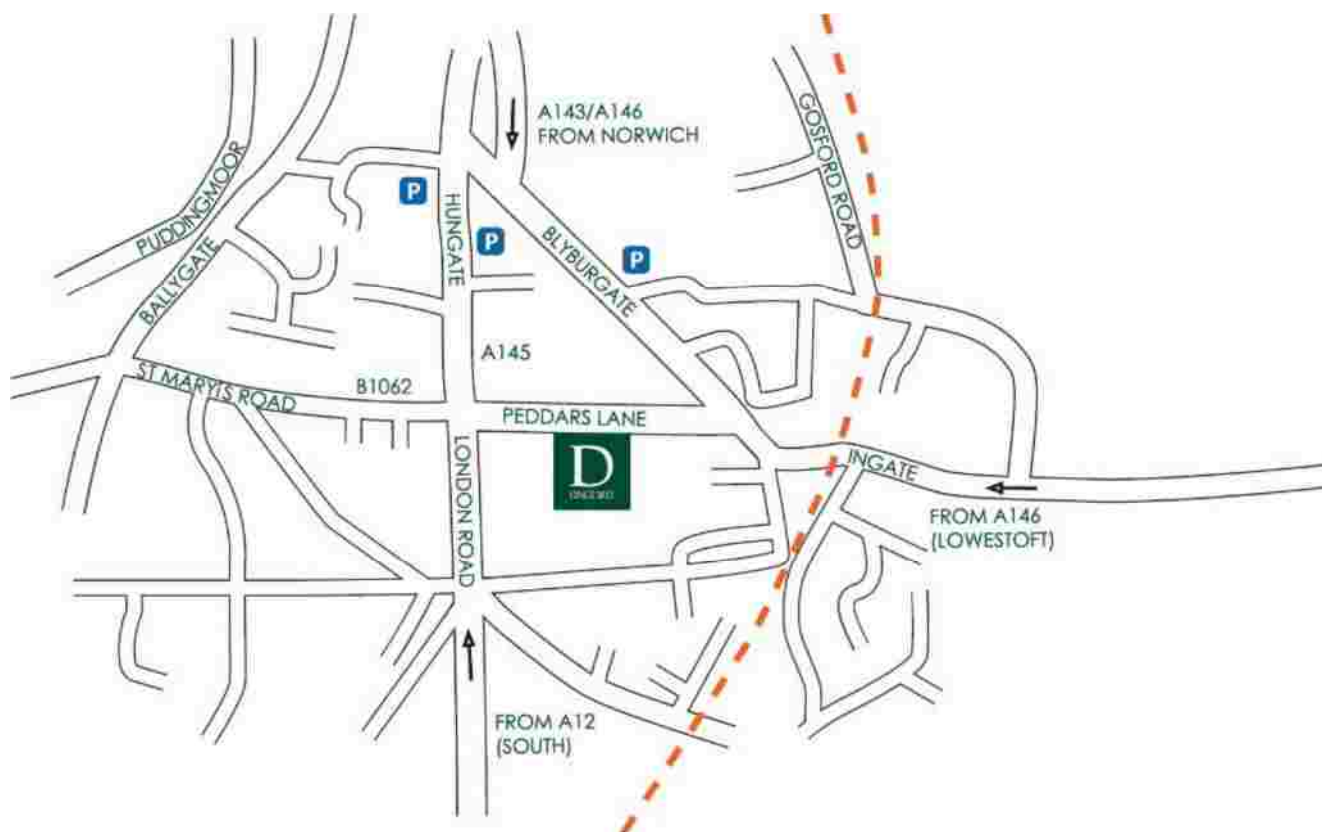 A143/A146
FROM NORWICH
GOSFORD ROAD
PUDDINGMOOR
P
HUNGATE
P
BLYBURGATE
P
BALLYGATE
A145
ST MARY'S ROAD
B1062
PEDDARS LANE
LONDON ROAD
D
INGATE
FROM A146
(LOWESTOFT)
FROM A12
(SOUTH)